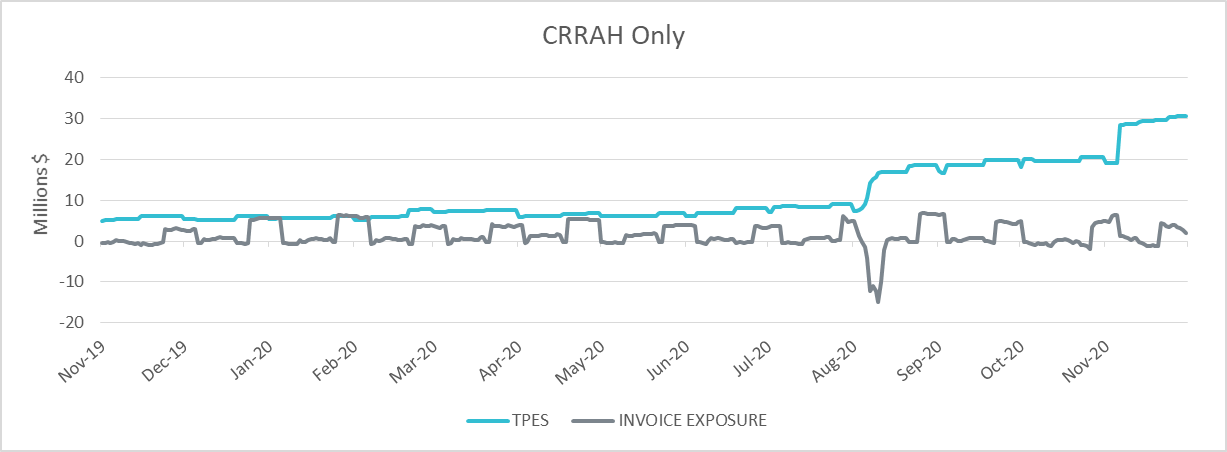 CRRAH Only
Millions $
40
30
20
10
0
-10
-20
Nov-19
Dec-19
Jan-20
Feb-20
Mar-20
Apr-20
May-20
Jun-20
Jul-20
Aug-20
Sep-20
Oct-20
Nov-20
TPES
INVOICE EXPOSURE